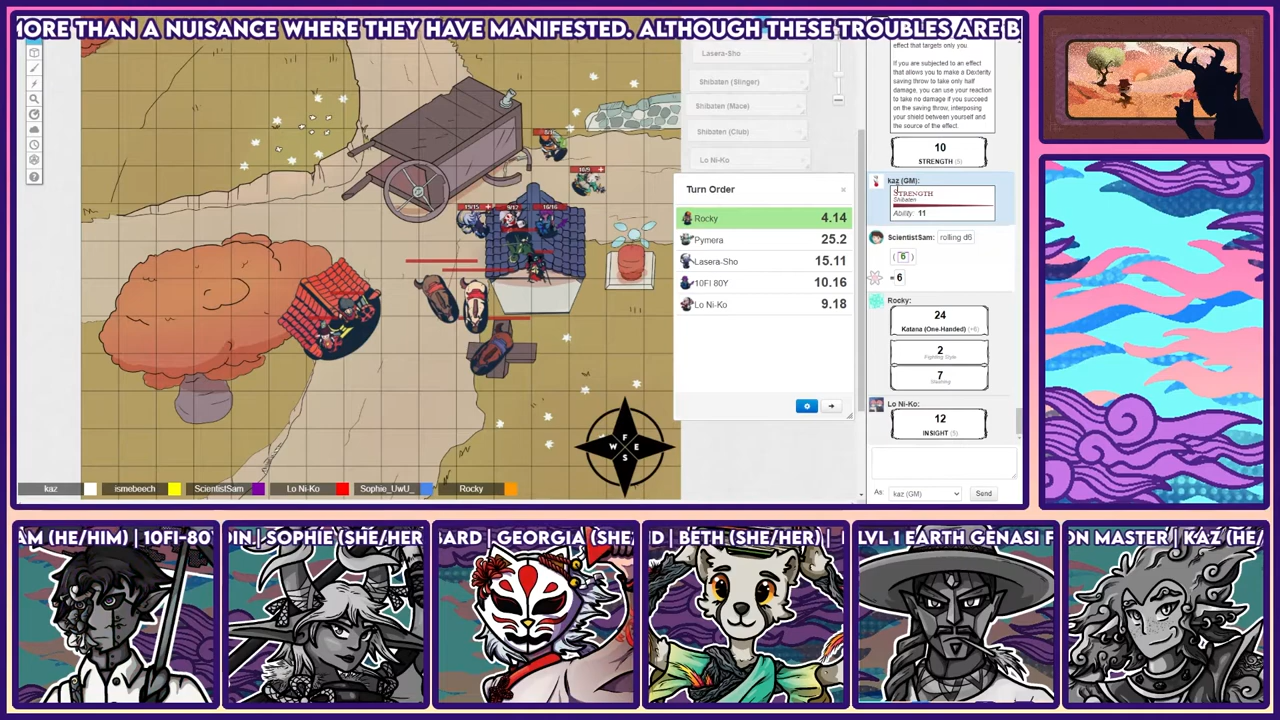 MORE THAN A NUISANCE WHERE THEY HAVE MANIFESTED. ALTHOUGH THESE TROUBLES ARE B
Lasera-Sho
Shibaten (Slinger)
Shibaten (Mace)
Shibaten (Club)
Lo Ni-Ko
Turn Order
Rocky 4.14
Pymera 25.2
Lasera-Sho 15.11
10FI 80Y 10.16
Lo Ni-Ko 9.18
effect that targets only you
If you are subjected to an effect
that allows you to make a Dexterity
saving throw to take only half
damage, you can use your reaction
to take no damage if you succeed
on the saving throw, interposing
your shield between yourself and
the source of the effect.
10
STRENGTH (5)
kaz (GM):
STRENGTH
Shibaten
Ability: 11
ScientistSam: rolling d6
( 6 )
= 6
Rocky:
24
Katana (One-Handed) (+6)
2
Fighting Style
7
Slashing
Lo Ni-Ko:
12
INSIGHT (5)
As: kaz (GM) Send
W F E S
kaz ismebeech ScientistSam Lo Ni-Ko Sophie_UwU_ Rocky
AM (HE/HIM) | 10FI-80
DIN | SOPHIE (SHE/HER
BARD | GEORGIA (SHE/
D | BETH (SHE/HER) |
LVL 1 EARTH GENASI F
ON MASTER | KAZ (HE/